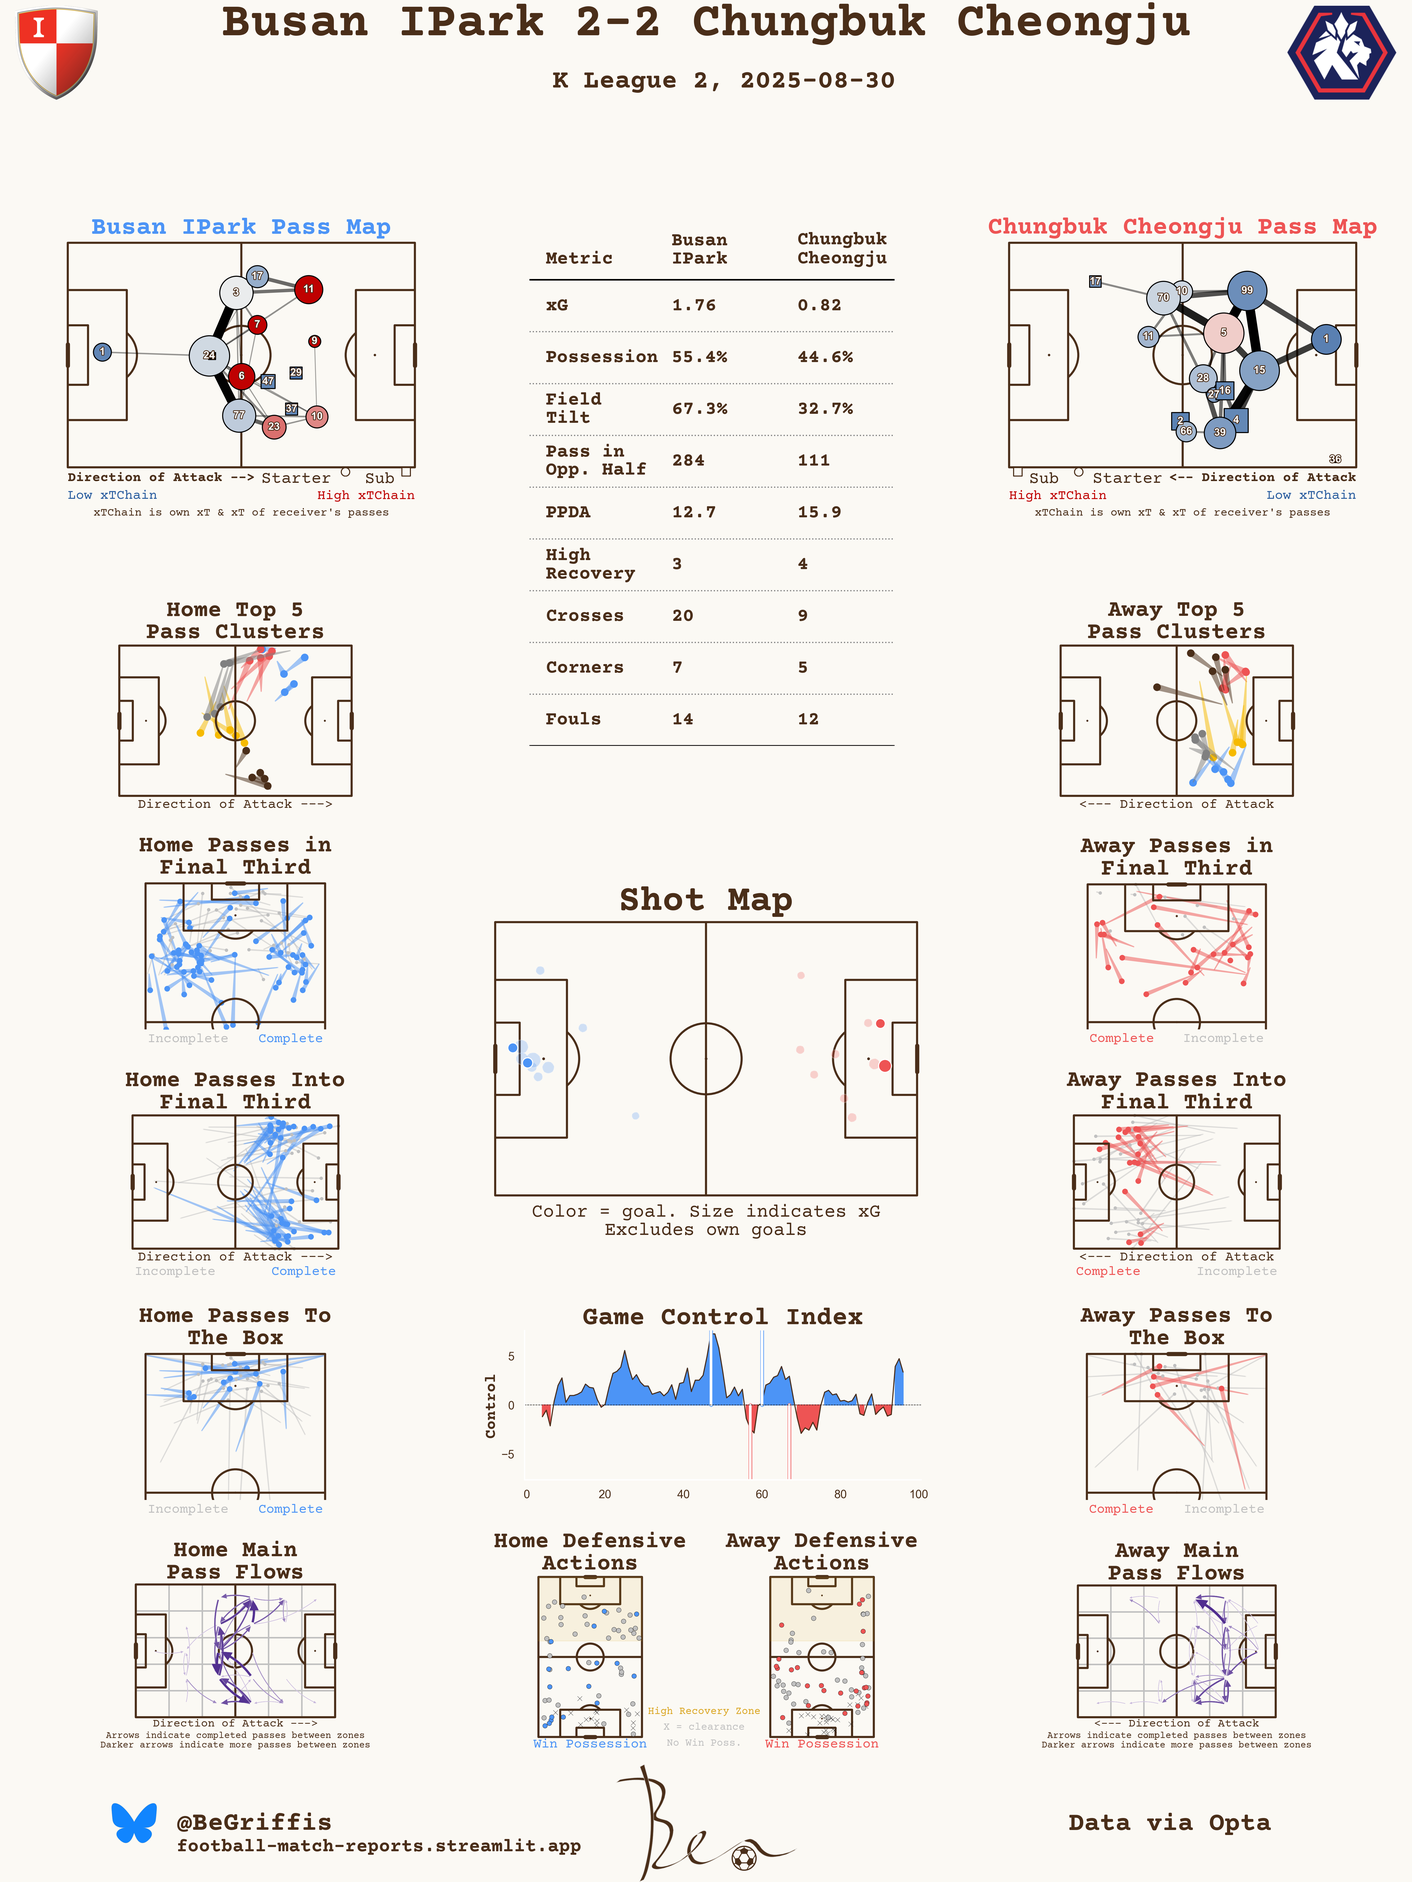 Busan IPark 2-2 Chungbuk Cheongju
K League 2, 2025-08-30
I
Busan IPark Pass Map
17
3
11
7
9
24
1
6
47
29
37
77
23
10
Direction of Attack --> Starter Sub
Low xTChain High xTChain
xTChain is own xT & xT of receiver's passes
Metric Busan IPark Chungbuk Cheongju
xG 1.76 0.82
Possession 55.4% 44.6%
Field Tilt 67.3% 32.7%
Pass in Opp. Half 284 111
PPDA 12.7 15.9
High Recovery 3 4
Crosses 20 9
Corners 7 5
Fouls 14 12
Chungbuk Cheongju Pass Map
17
70
10
99
11
5
1
28
15
27
16
2
66
39
4
36
Sub Starter <-- Direction of Attack
High xTChain Low xTChain
xTChain is own xT & xT of receiver's passes
Home Top 5
Pass Clusters
Direction of Attack --->
Away Top 5
Pass Clusters
<--- Direction of Attack
Home Passes in
Final Third
Incomplete Complete
Away Passes in
Final Third
Complete Incomplete
Shot Map
Color = goal. Size indicates xG
Excludes own goals
Home Passes Into
Final Third
Direction of Attack --->
Incomplete Complete
Away Passes Into
Final Third
<--- Direction of Attack
Complete Incomplete
Home Passes To
The Box
Incomplete Complete
Game Control Index
Control
5
0
−5
0 20 40 60 80 100
Away Passes To
The Box
Complete Incomplete
Home Main
Pass Flows
Direction of Attack --->
Arrows indicate completed passes between zones
Darker arrows indicate more passes between zones
Home Defensive
Actions
Win Possession
Away Defensive
Actions
Win Possession
High Recovery Zone
X = clearance
No Win Poss.
Away Main
Pass Flows
<--- Direction of Attack
Arrows indicate completed passes between zones
Darker arrows indicate more passes between zones
@BeGriffis
football-match-reports.streamlit.app
Ben
Data via Opta